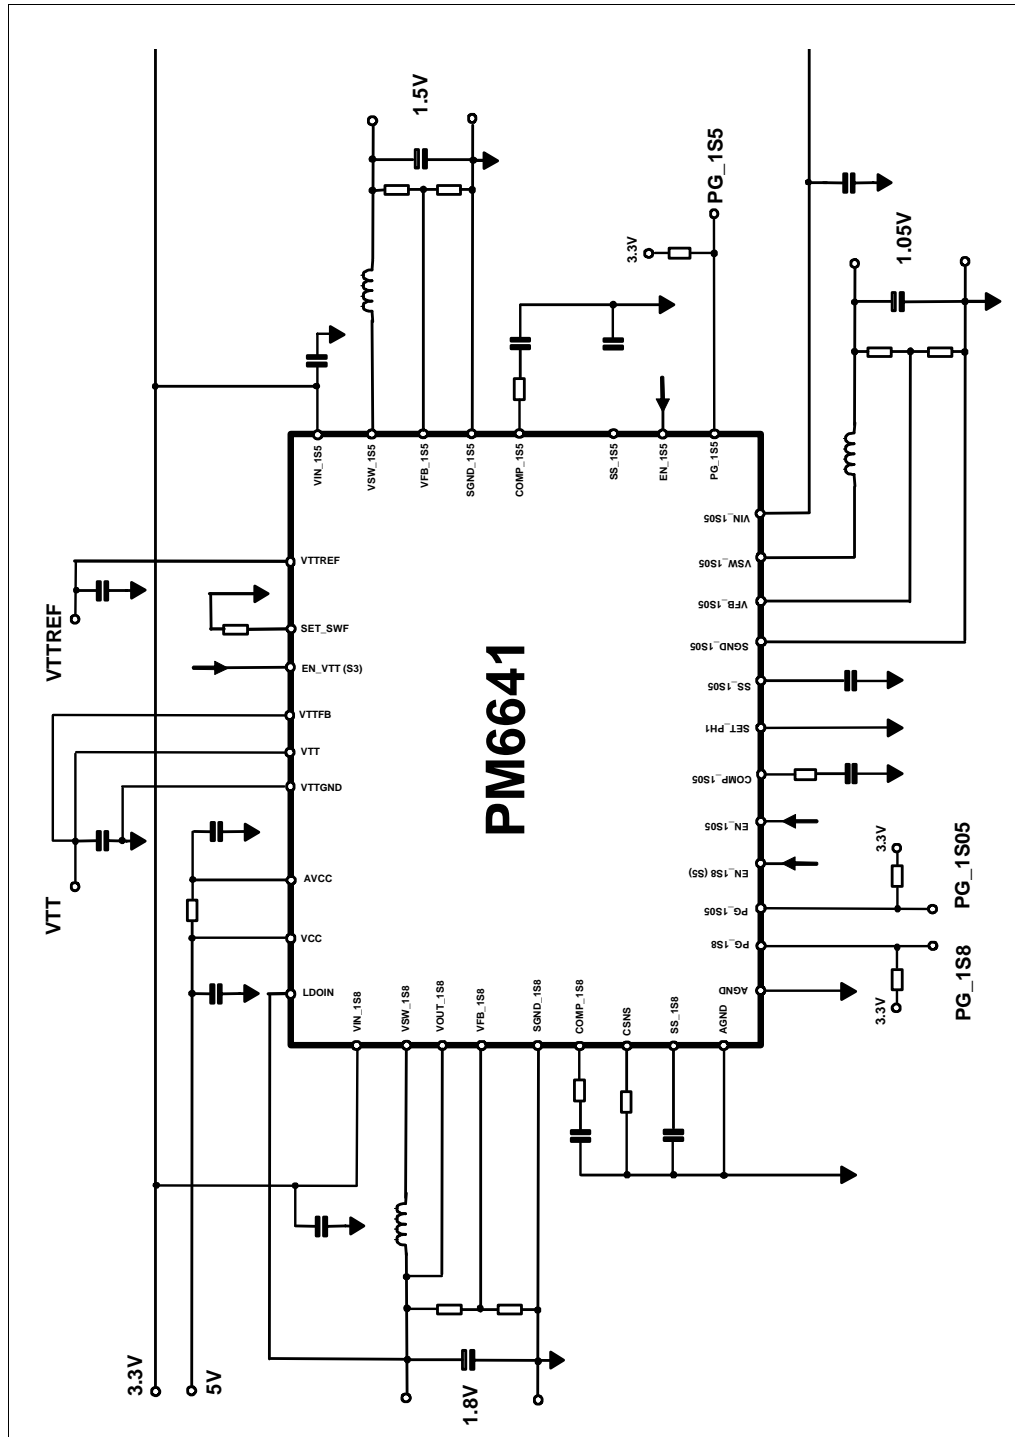 1.5V
PG_1S5
3.3V
1.05V
VIN_1S5
VSW_1S5
VFB_1S5
SGND_1S5
COMP_1S5
SS_1S5
EN_1S5
PG_1S5
VTTREF
VTTREF
SET_SWF
EN_VTT (S3)
VTTFB
VTT
VTTGND
VTT
AVCC
VCC
LDOIN
PM6641
VIN_1S05
VSW_1S05
VFB_1S05
SGND_1S05
SS_1S05
SET_PH1
COMP_1S05
EN_1S05
EN_1S8 (S5)
PG_1S05
PG_1S8
AGND
3.3V
PG_1S05
3.3V
PG_1S8
VIN_1S8
VSW_1S8
VOUT_1S8
VFB_1S8
SGND_1S8
COMP_1S8
CSNS
SS_1S8
AGND
3.3V
5V
1.8V